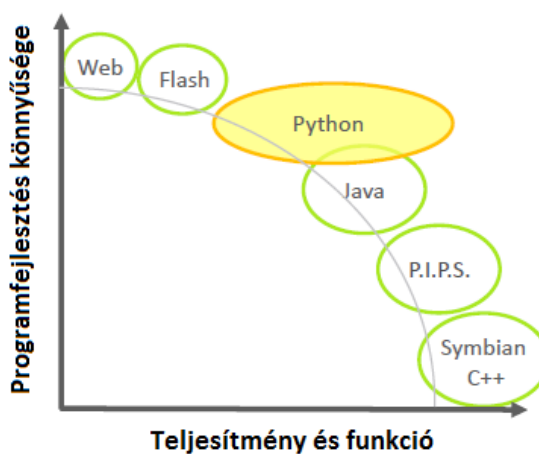 Programfejlesztés könnyűsége
Web
Flash
Python
Java
P.I.P.S.
Symbian
C++
Teljesítmény és funkció